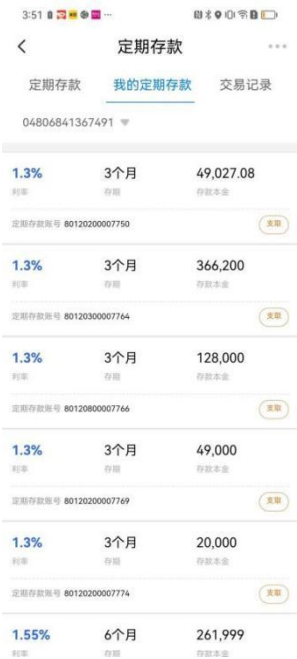 3:51
定期存款
定期存款 我的定期存款 交易记录
04806841367491
1.3% 3个月 49,027.08
利率 存期 存款本金
定期存款账号 80120200007750 支取
1.3% 3个月 366,200
利率 存期 存款本金
定期存款账号 80120300007764 支取
1.3% 3个月 128,000
利率 存期 存款本金
定期存款账号 80120800007766 支取
1.3% 3个月 49,000
利率 存期 存款本金
定期存款账号 80120200007769 支取
1.3% 3个月 20,000
利率 存期 存款本金
定期存款账号 80120200007774 支取
1.55% 6个月 261,999
利率 存期 存款本金